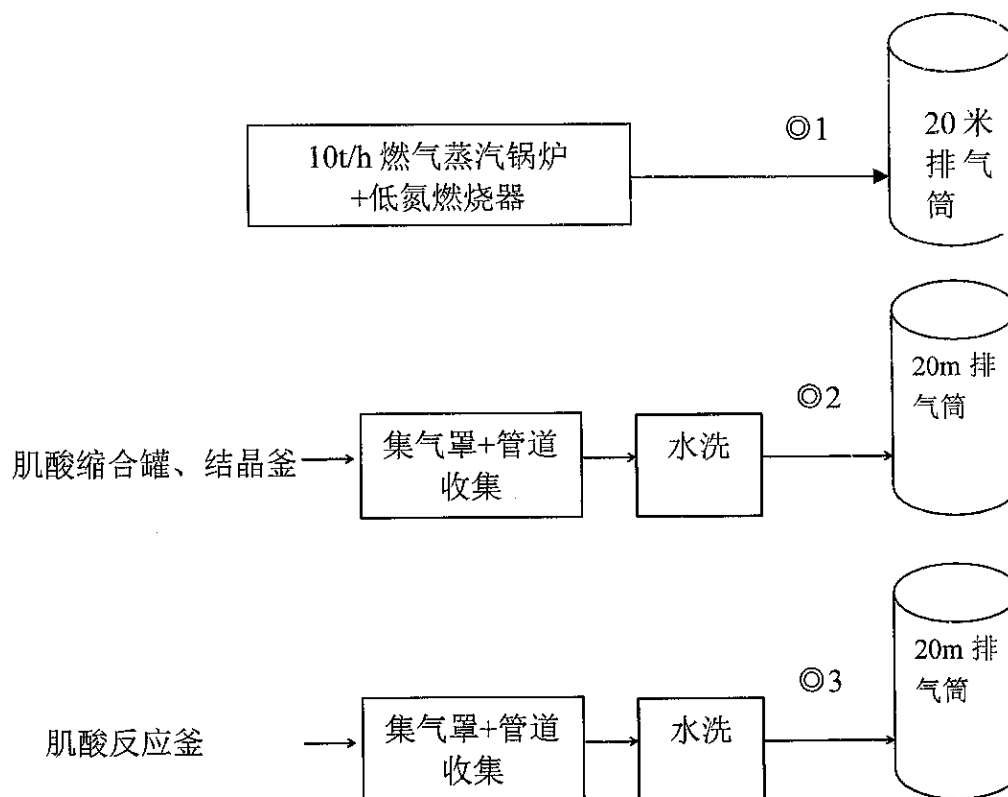 ◎1
20 米
排 气
筒
10t/h 燃气蒸汽锅炉
+低氮燃烧器
◎2
20m 排
气筒
肌酸缩合罐、结晶釜
集气罩+管道
收集
水洗
◎3
20m 排
气筒
肌酸反应釜
集气罩+管道
收集
水洗